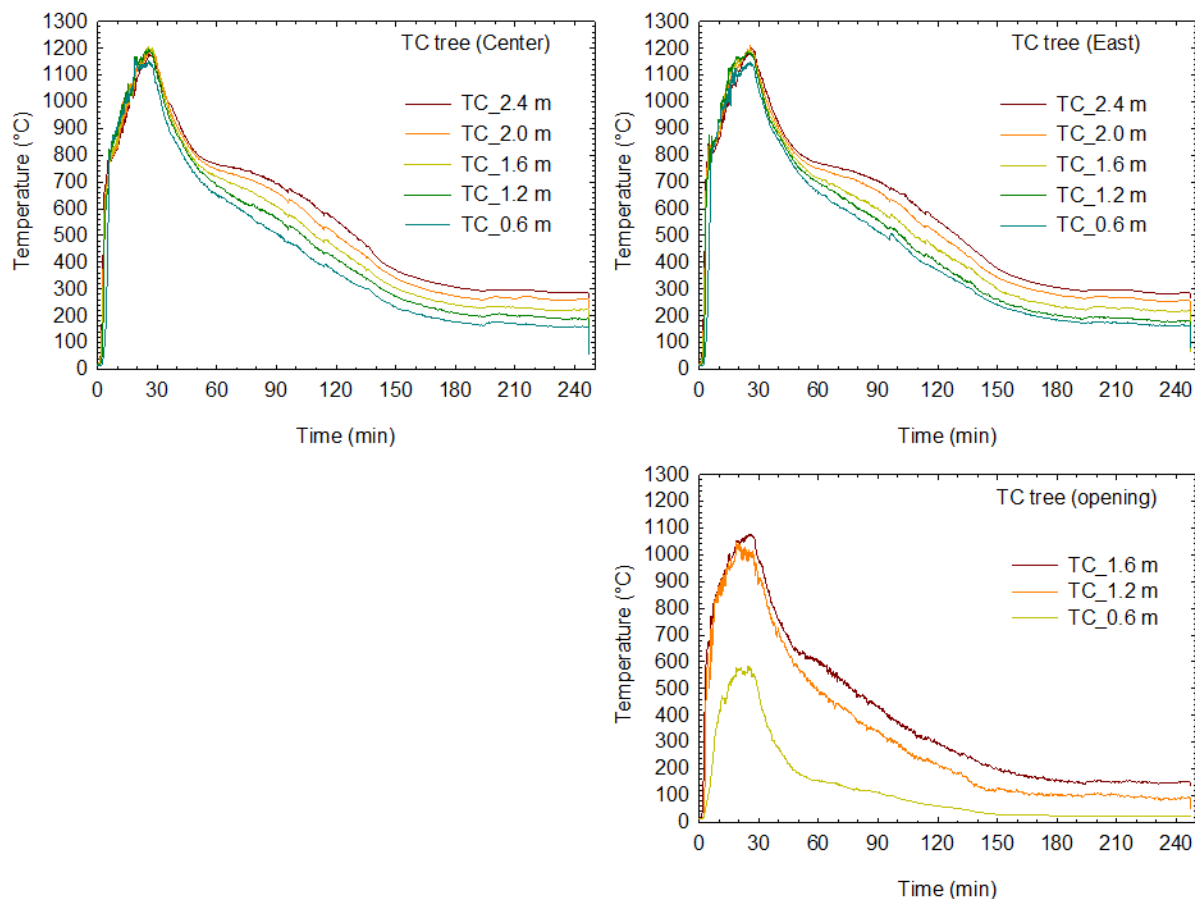 1300
1200
1100
1000
900
800
700
600
500
400
300
200
100
0
Temperature (°C)
TC tree (Center)
TC_2.4 m
TC_2.0 m
TC_1.6 m
TC_1.2 m
TC_0.6 m
0 30 60 90 120 150 180 210 240
Time (min)
1300
1200
1100
1000
900
800
700
600
500
400
300
200
100
0
Temperature (°C)
TC tree (East)
TC_2.4 m
TC_2.0 m
TC_1.6 m
TC_1.2 m
TC_0.6 m
0 30 60 90 120 150 180 210 240
Time (min)
1300
1200
1100
1000
900
800
700
600
500
400
300
200
100
0
Temperature (°C)
TC tree (opening)
TC_1.6 m
TC_1.2 m
TC_0.6 m
0 30 60 90 120 150 180 210 240
Time (min)